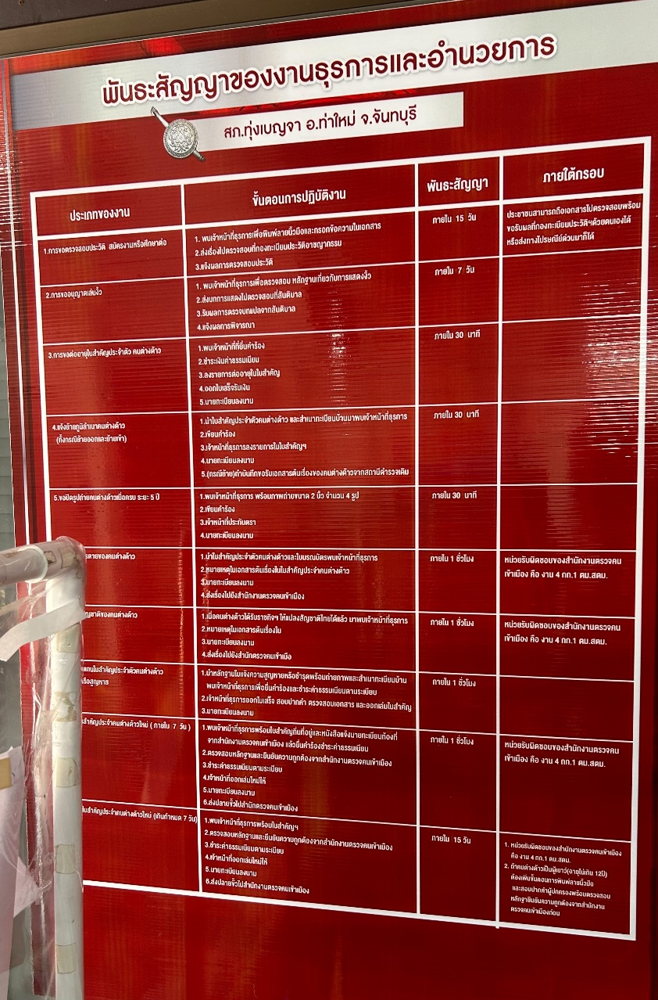 พันธะสัญญาของงานธุรการและอำนวยการ
สภ.ทุ่งเบญจา อ.ท่าใหม่ จ.จันทบุรี
ประเภทของงาน
ขั้นตอนการปฏิบัติงาน
พันธะสัญญา
ภายใต้กรอบ
1.การขอตรวจสอบประวัติ สมัครงานหรือศึกษาต่อ
1. พบเจ้าหน้าที่ธุรการเพื่อพิมพ์ลายนิ้วมือและกรอกข้อความในเอกสาร
2.ส่งเรื่องไปตรวจสอบที่กองทะเบียนประวัติอาชญากรรม
3.แจ้งผลการตรวจสอบประวัติ
ภายใน 15 วัน
ประชาชนสามารถถือเอกสารไปตรวจสอบพร้อม
ขอรับผลที่กองทะเบียนประวัติฯด้วยตนเองได้
หรือส่งทางไปรษณีย์ด่วนมาก็ได้
2.การขออนุญาตเล่นงิ้ว
1. พบเจ้าหน้าที่ธุรการเพื่อตรวจสอบ หลักฐานเกี่ยวกับการแสดงงิ้ว
2.ส่งบทการแสดงไปตรวจสอบที่สันติบาล
3.รับผลการตรวจบทแปลจากสันติบาล
4.แจ้งผลการพิจารณา
ภายใน 7 วัน
3.การขอต่ออายุใบสำคัญประจำตัว คนต่างด้าว
1.พบเจ้าหน้าที่ที่ยื่นคำร้อง
2.ชำระเงินค่าธรรมเนียม
3.ลงรายการต่ออายุในใบสำคัญ
4.ออกใบเสร็จรับเงิน
5.นายทะเบียนลงนาม
ภายใน 30 นาที
4.แจ้งย้ายภูมิลำเนาคนต่างด้าว
(ทั้งกรณีย้ายออกและย้ายเข้า)
1.นำใบสำคัญประจำตัวคนต่างด้าว และสำเนาทะเบียนบ้านมาพบเจ้าหน้าที่ธุรการ
2.เขียนคำร้อง
3.เจ้าหน้าที่ธุรการลงรายการในใบสำคัญฯ
4.นายทะเบียนลงนาม
5.(กรณีย้าย)ทำบันทึกขอรับเอกสารต้นเรื่องของคนต่างด้าวจากสถานีตำรวจเดิม
ภายใน 30 นาที
5.ขอปิดรูปถ่ายคนต่างด้าวเมื่อครบ ระยะ 5 ปี
1.พบเจ้าหน้าที่ธุรการ พร้อมภาพถ่ายขนาด 2 นิ้ว จำนวน 4 รูป
2.เขียนคำร้อง
3.เจ้าหน้าที่ประทับตรา
4.นายทะเบียนลงนาม
ภายใน 30 นาที
รตายของคนต่างด้าว
1.นำใบสำคัญประจำตัวคนต่างด้าวและใบมรณบัตรพบเจ้าหน้าที่ธุรการ
2.หมายเหตุในเอกสารต้นเรื่องในใบสำคัญประจำคนต่างด้าว
3.นายทะเบียนลงนาม
4.ส่งเรื่องไปยังสำนักงานตรวจคนเข้าเมือง
ภายใน 1 ชั่วโมง
หน่วยรับผิดชอบของสำนักงานตรวจคน
เข้าเมือง คือ งาน 4 กก.1 ตม.สตม.
ญชาติของคนต่างด้าว
1.เมื่อคนต่างด้าวได้รับราชกิจฯ ให้แปลงสัญชาติไทยได้แล้ว มาพบเจ้าหน้าที่ธุรการ
2.หมายเหตุในเอกสารต้นเรื่องใบ
3.นายทะเบียนลงนาม
4.ส่งเรื่องไปยังสำนักตรวจคนเข้าเมือ
ภายใน 1 ชั่วโมง
หน่วยรับผิดชอบของสำนักงานตรวจคน
เข้าเมือง คือ งาน 4 กก.1 ตม.สตม.
แทนใบสำคัญประจำตัวคนต่างด้าว
รือสูญหาย
1.นำหลักฐานใบแจ้งความสูญหายหรือชำรุดพร้อมถ่ายภาพและสำเนาทะเบียนบ้าน
พบเจ้าหน้าที่ธุรการเพื่อยื่นคำร้องและชำระค่าธรรมเนียมตามระเบียบ
2.เจ้าหน้าที่ธุรการออกใบเสร็จ สอบปากคำ ตรวจสอบเอกสาร และออกเล่มใบสำคัญ
3.นายทะเบียนลงนาม
ภายใน 1 ชั่วโมง
สำคัญประจำคนต่างด้าวใหม่ ( ภายใน 7 วัน )
1.พบเจ้าหน้าที่ธุรการพร้อมใบสำคัญถิ่นที่อยู่และหนังสือแจ้งนายทะเบียนท้องที่
จากสำนักงานตรวจคนเข้าเมือง แล้วยื่นคำร้องชำระค่าธรรมเนียม
2.ตรวจสอบหลักฐานและยืนยันความถูกต้องจากสำนักงานตรวจคนเข้าเมือง
3.ชำระค่าธรรมเนียมตามระเบียบ
4.เจ้าหน้าที่ออกเล่มใหม่ให้
5.นายทะเบียนลงนาม
6.ส่งปลายขั้วไปสำนักตรวจคนเข้าเมือง
ภายใน 1 ชั่วโมง
หน่วยรับผิดชอบของสำนักงานตรวจคน
เข้าเมือง คือ งาน 4 กก.1 ตม.สตม.
ใบสำคัญประจำคนต่างด้าวใหม่ (เกินกำหนด 7 วัน)
1.พบเจ้าหน้าที่ธุรการพร้อมใบสำคัญฯ
2.ตรวจสอบหลักฐานและยืนยันความถูกต้องจากสำนักงานตรวจคนเข้าเมือง
3.ชำระค่าธรรมเนียมตามระเบียบ
4.เจ้าหน้าที่ออกเล่มใหม่ให้
5.นายทะเบียนลงนาม
6.ส่งปลายขั้วไปสำนักงานตรวจคนเข้าเมือง
ภายใน 15 วัน
1. หน่วยรับผิดชอบของสำนักงานตรวจคนเข้าเมือง
คือ งาน 4 กก.1 ตม.สตม.
2. ถ้าคนต่างด้าวเป็นผู้เยาว์(อายุไม่เกิน 12ปี)
ต้องเพิ่มขั้นตอนการพิมพ์ลายนิ้วมือ
และสอบปากคำผู้ปกครองพร้อมตรวจสอบ
หลักฐานยืนยันความถูกต้องจากสำนักงาน
ตรวจคนเข้าเมืองก่อน